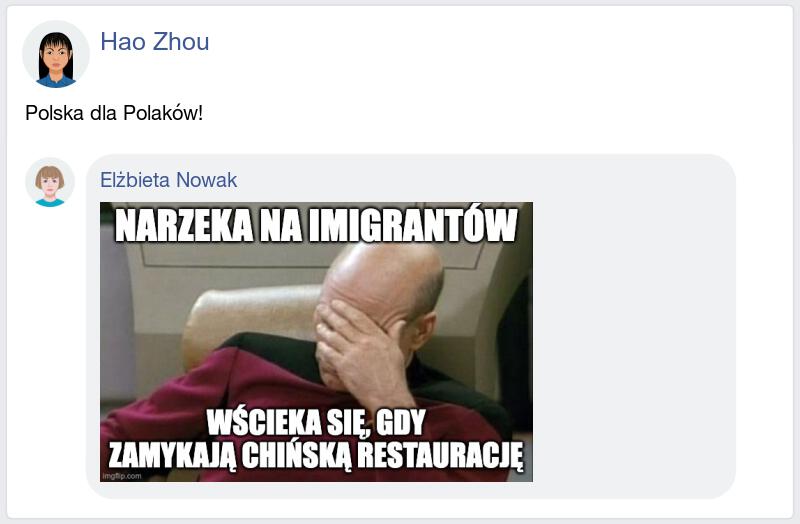 Hao Zhou
Polska dla Polaków!
Elżbieta Nowak
NARZEKA NA IMIGRANTÓW
WŚCIEKA SIĘ, GDY
ZAMYKAJĄ CHIŃSKĄ RESTAURACJĘ
imgflip.com